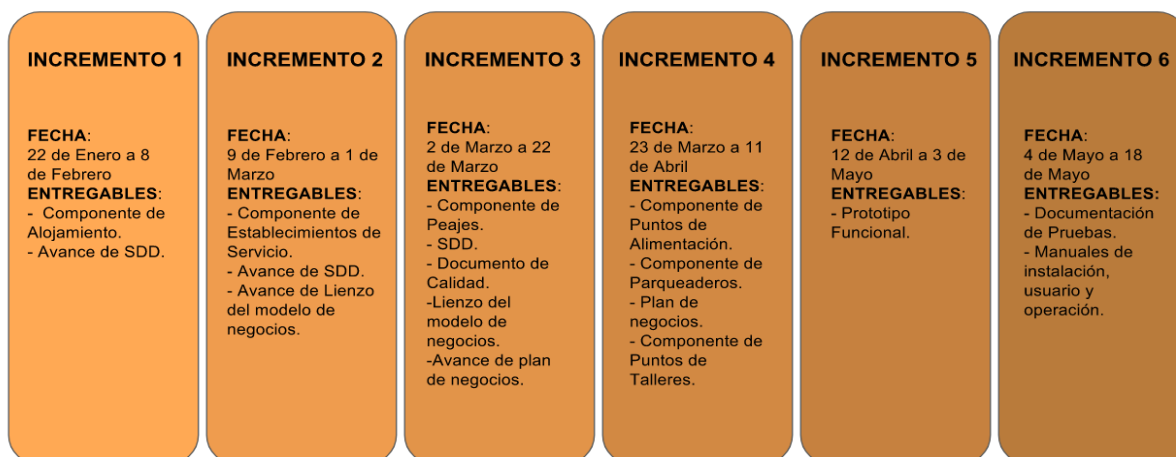 INCREMENTO 1
FECHA:
22 de Enero a 8
de Febrero
ENTREGABLES:
- Componente de
Alojamiento.
- Avance de SDD.
INCREMENTO 2
FECHA:
9 de Febrero a 1 de
Marzo
ENTREGABLES:
- Componente de
Establecimientos de
Servicio.
- Avance de SDD.
- Avance de Lienzo
del modelo de
negocios.
INCREMENTO 3
FECHA:
2 de Marzo a 22
de Marzo
ENTREGABLES:
- Componente de
Peajes.
- SDD.
- Documento de
Calidad.
-Lienzo del
modelo de
negocios.
-Avance de plan
de negocios.
INCREMENTO 4
FECHA:
23 de Marzo a 11
de Abril
ENTREGABLES:
- Componente de
Puntos de
Alimentación.
- Componente de
Parqueaderos.
- Plan de
negocios.
- Componente de
Puntos de
Talleres.
INCREMENTO 5
FECHA:
12 de Abril a 3 de
Mayo
ENTREGABLES:
- Prototipo
Funcional.
INCREMENTO 6
FECHA:
4 de Mayo a 18
de Mayo
ENTREGABLES:
- Documentación
de Pruebas.
- Manuales de
instalación,
usuario y
operación.